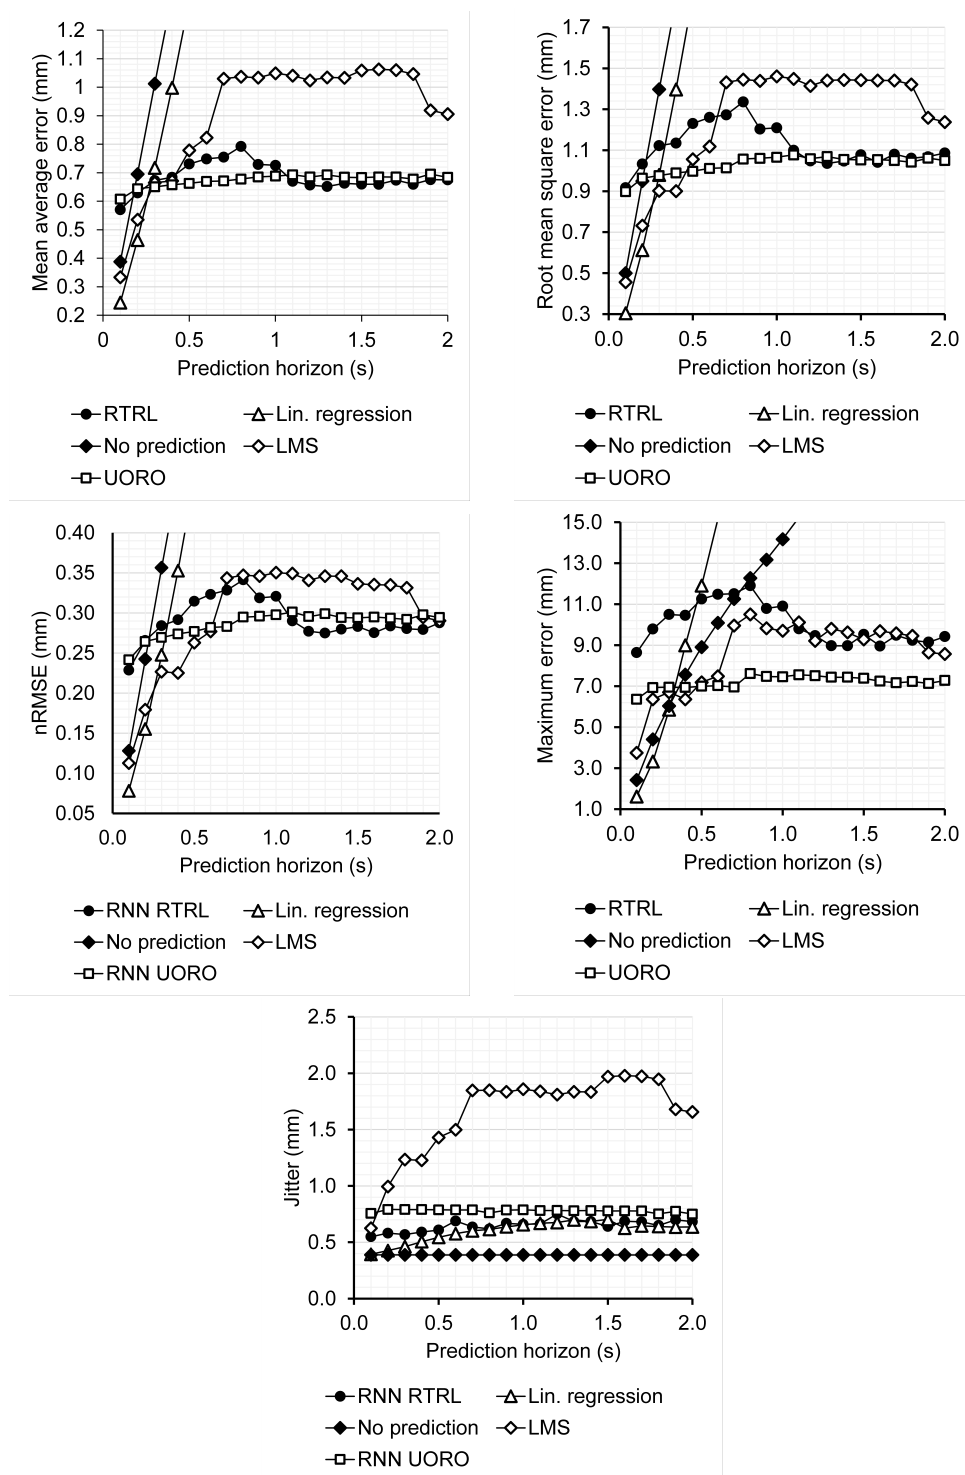 1.2
1.1
1
0.9
0.8
0.7
0.6
0.5
0.4
0.3
0.2
Mean average error (mm)
0 0.5 1 1.5 2
Prediction horizon (s)
RTRL Lin. regression
No prediction LMS
UORO
1.7
1.5
1.3
1.1
0.9
0.7
0.5
0.3
Root mean square error (mm)
0.0 0.5 1.0 1.5 2.0
Prediction horizon (s)
RTRL Lin. regression
No prediction LMS
UORO
0.40
0.35
0.30
0.25
0.20
0.15
0.10
0.05
nRMSE (mm)
0.0 0.5 1.0 1.5 2.0
Prediction horizon (s)
RNN RTRL Lin. regression
No prediction LMS
RNN UORO
15.0
13.0
11.0
9.0
7.0
5.0
3.0
1.0
Maximum error (mm)
0.0 0.5 1.0 1.5 2.0
Prediction horizon (s)
RTRL Lin. regression
No prediction LMS
UORO
2.5
2.0
1.5
1.0
0.5
0.0
Jitter (mm)
0.0 0.5 1.0 1.5 2.0
Prediction horizon (s)
RNN RTRL Lin. regression
No prediction LMS
RNN UORO